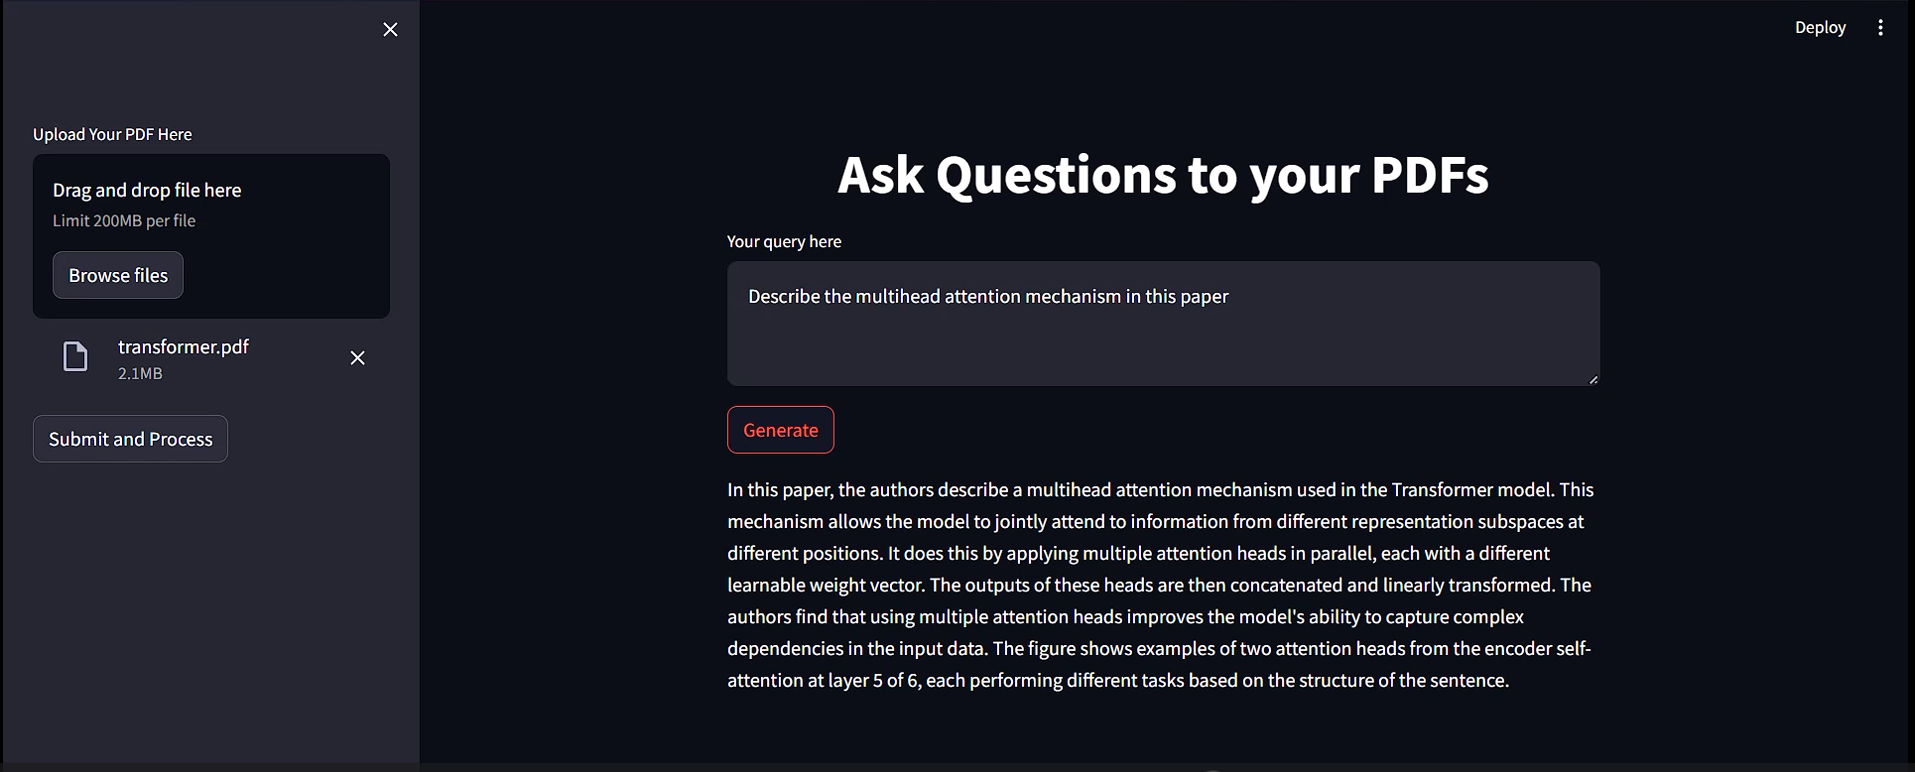 Deploy
Upload Your PDF Here
Drag and drop file here
Limit 200MB per file
Browse files
transformer.pdf
2.1MB
Submit and Process
Ask Questions to your PDFs
Your query here
Describe the multihead attention mechanism in this paper
Generate
In this paper, the authors describe a multihead attention mechanism used in the Transformer model. This
mechanism allows the model to jointly attend to information from different representation subspaces at
different positions. It does this by applying multiple attention heads in parallel, each with a different
learnable weight vector. The outputs of these heads are then concatenated and linearly transformed. The
authors find that using multiple attention heads improves the model's ability to capture complex
dependencies in the input data. The figure shows examples of two attention heads from the encoder self-
attention at layer 5 of 6, each performing different tasks based on the structure of the sentence.